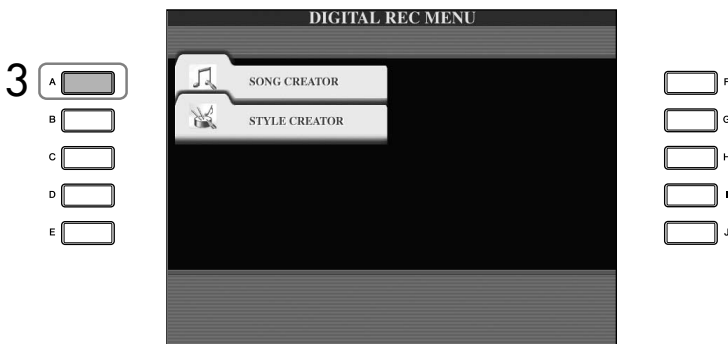 DIGITAL REC MENU
3
A
SONG CREATOR
F
B
STYLE CREATOR
G
C
H
D
I
E
J